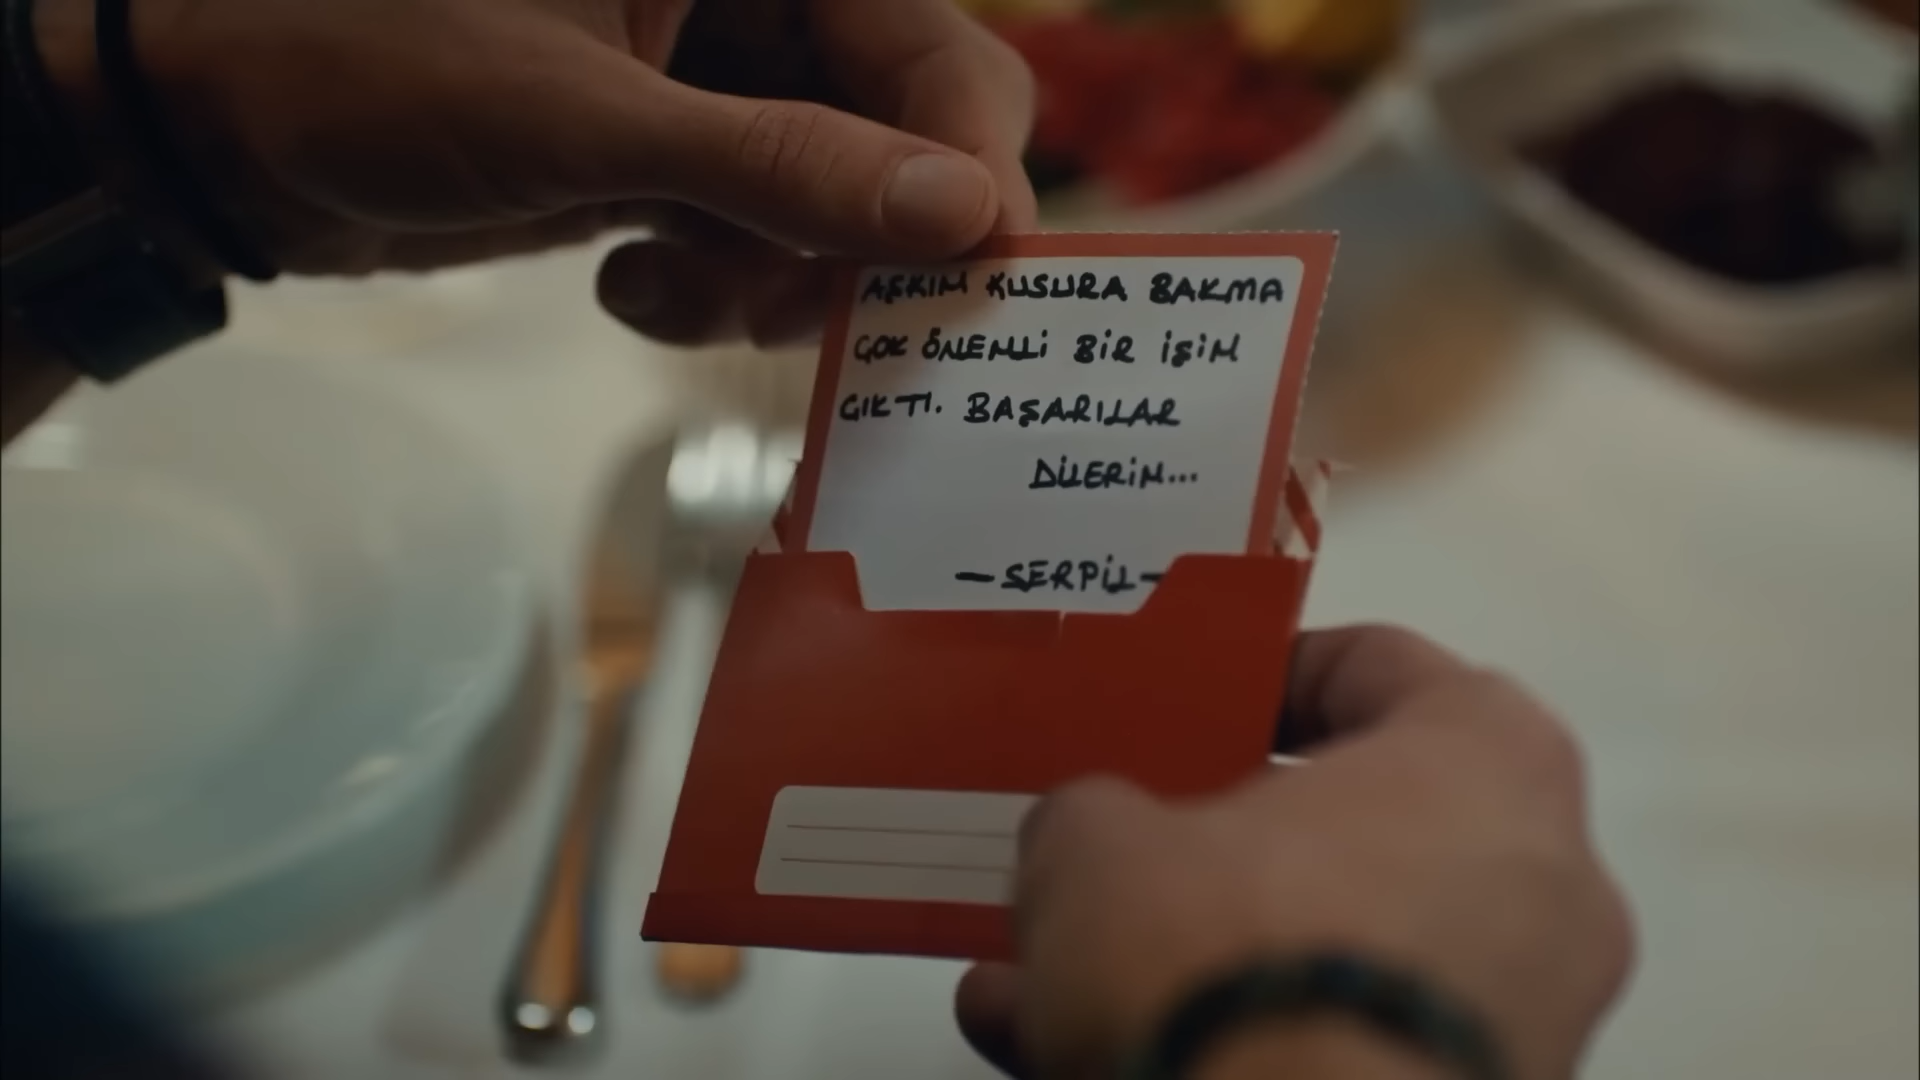 AŞKIM KUSURA BAKMA
ÇOK ÖNEMLİ BİR İŞİM
ÇIKTI. BAŞARILAR
DİLERİM...
— SERPİL —